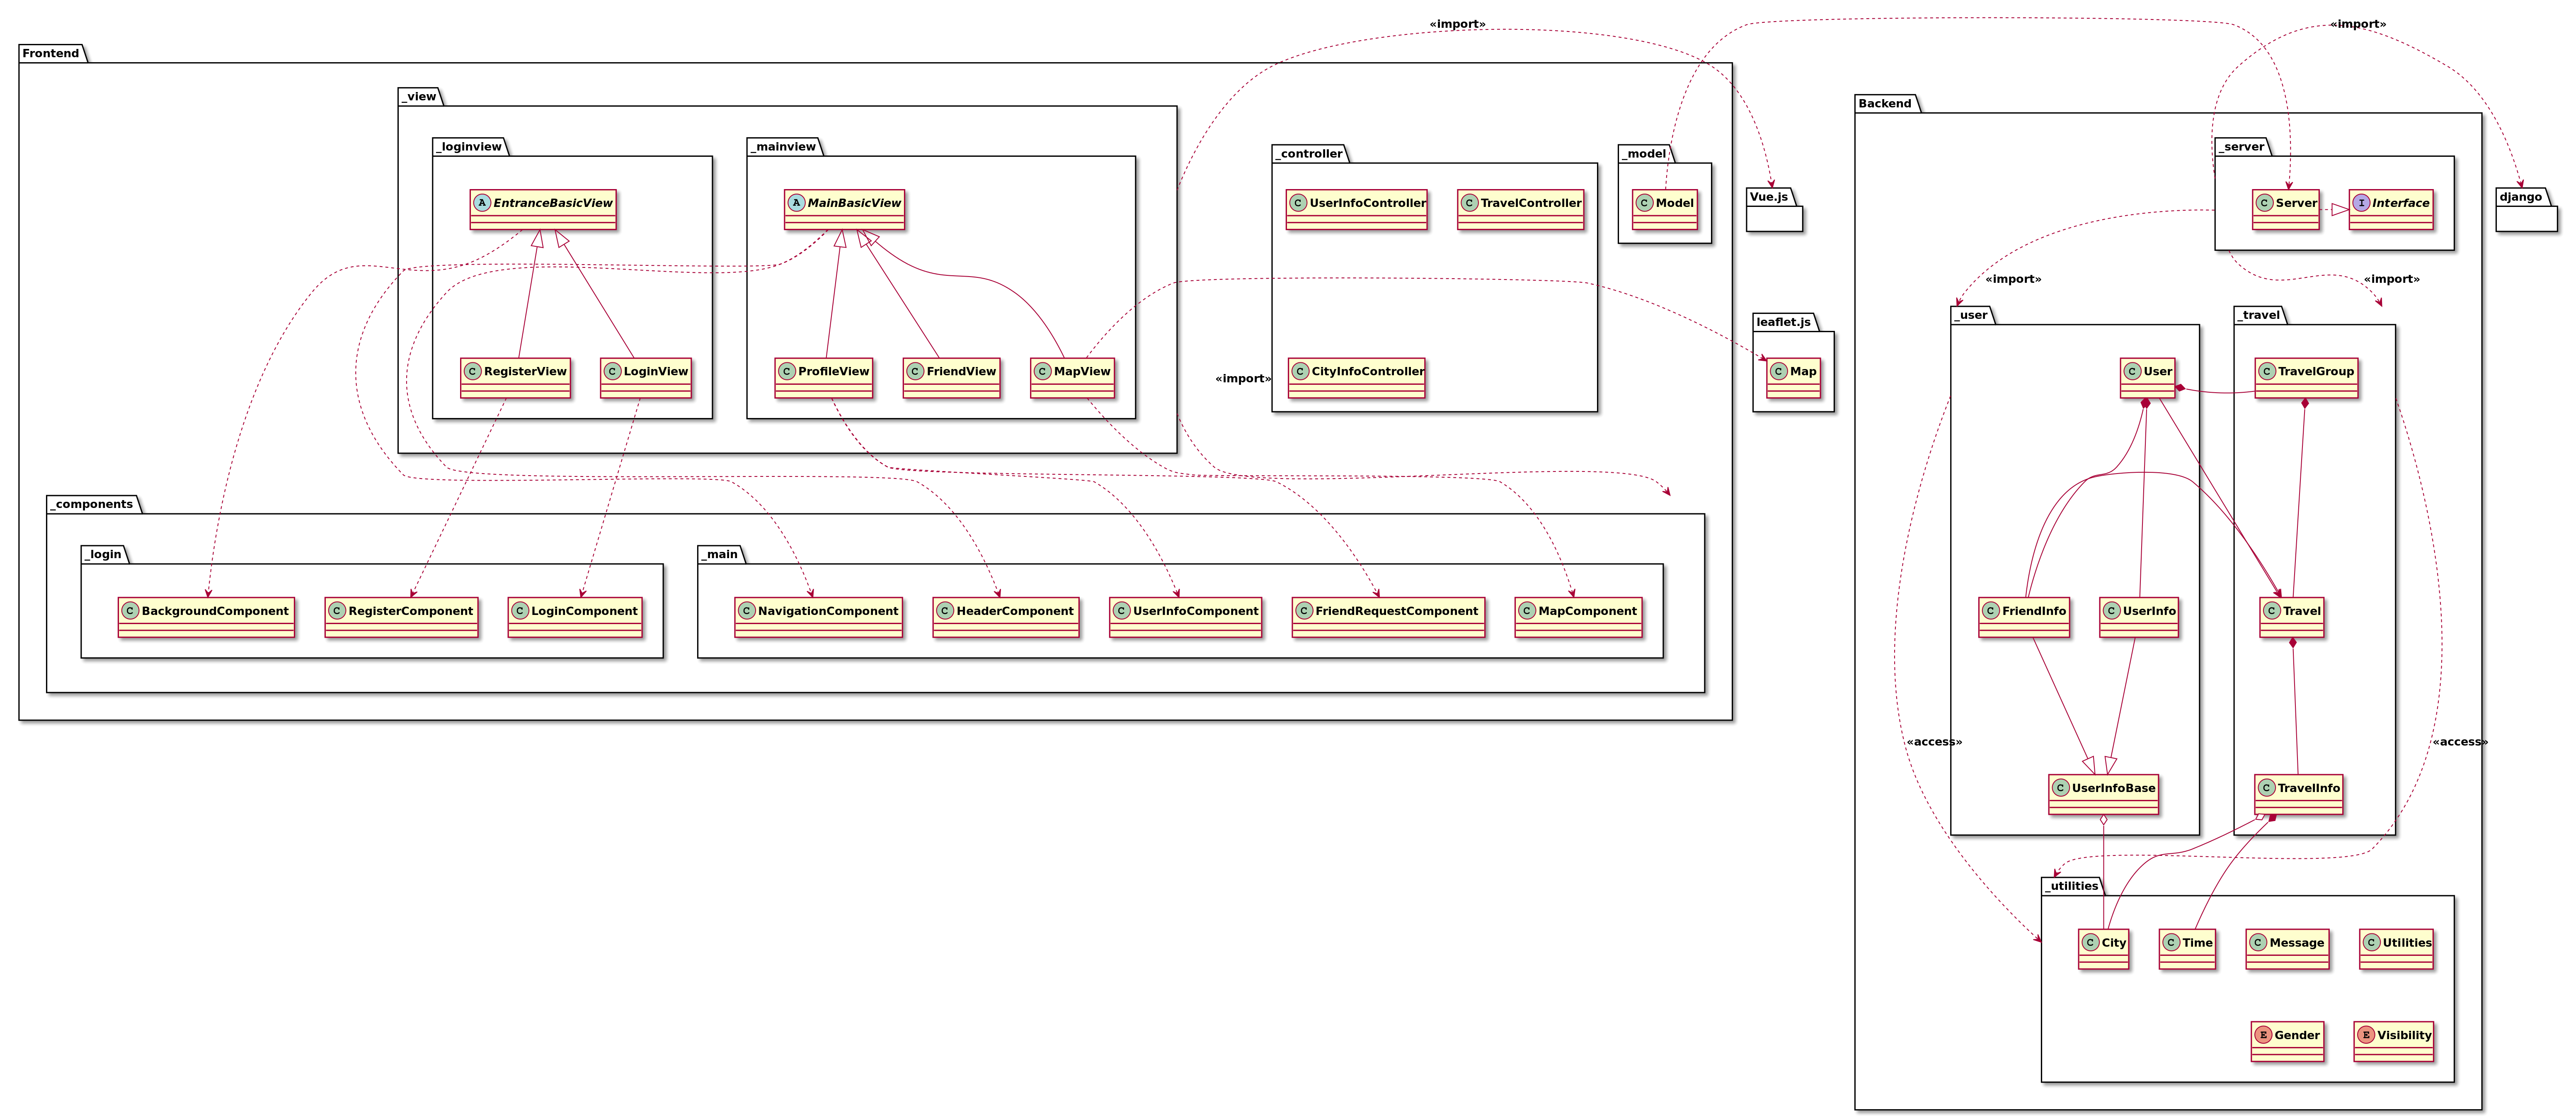 «import»
«import»
Frontend
_view
Backend
_loginview
_mainview
_controller
_model
_server
A EntranceBasicView
A MainBasicView
C UserInfoController
C TravelController
C Model
Vue.js
C Server
I Interface
django
«import»
«import»
_user
_travel
leaflet.js
C RegisterView
C LoginView
C ProfileView
C FriendView
C MapView
«import»
C CityInfoController
C Map
C User
C TravelGroup
_components
_login
_main
C BackgroundComponent
C RegisterComponent
C LoginComponent
C NavigationComponent
C HeaderComponent
C UserInfoComponent
C FriendRequestComponent
C MapComponent
C FriendInfo
C UserInfo
C Travel
«access»
«access»
C UserInfoBase
C TravelInfo
_utilities
C City
C Time
C Message
C Utilities
E Gender
E Visibility